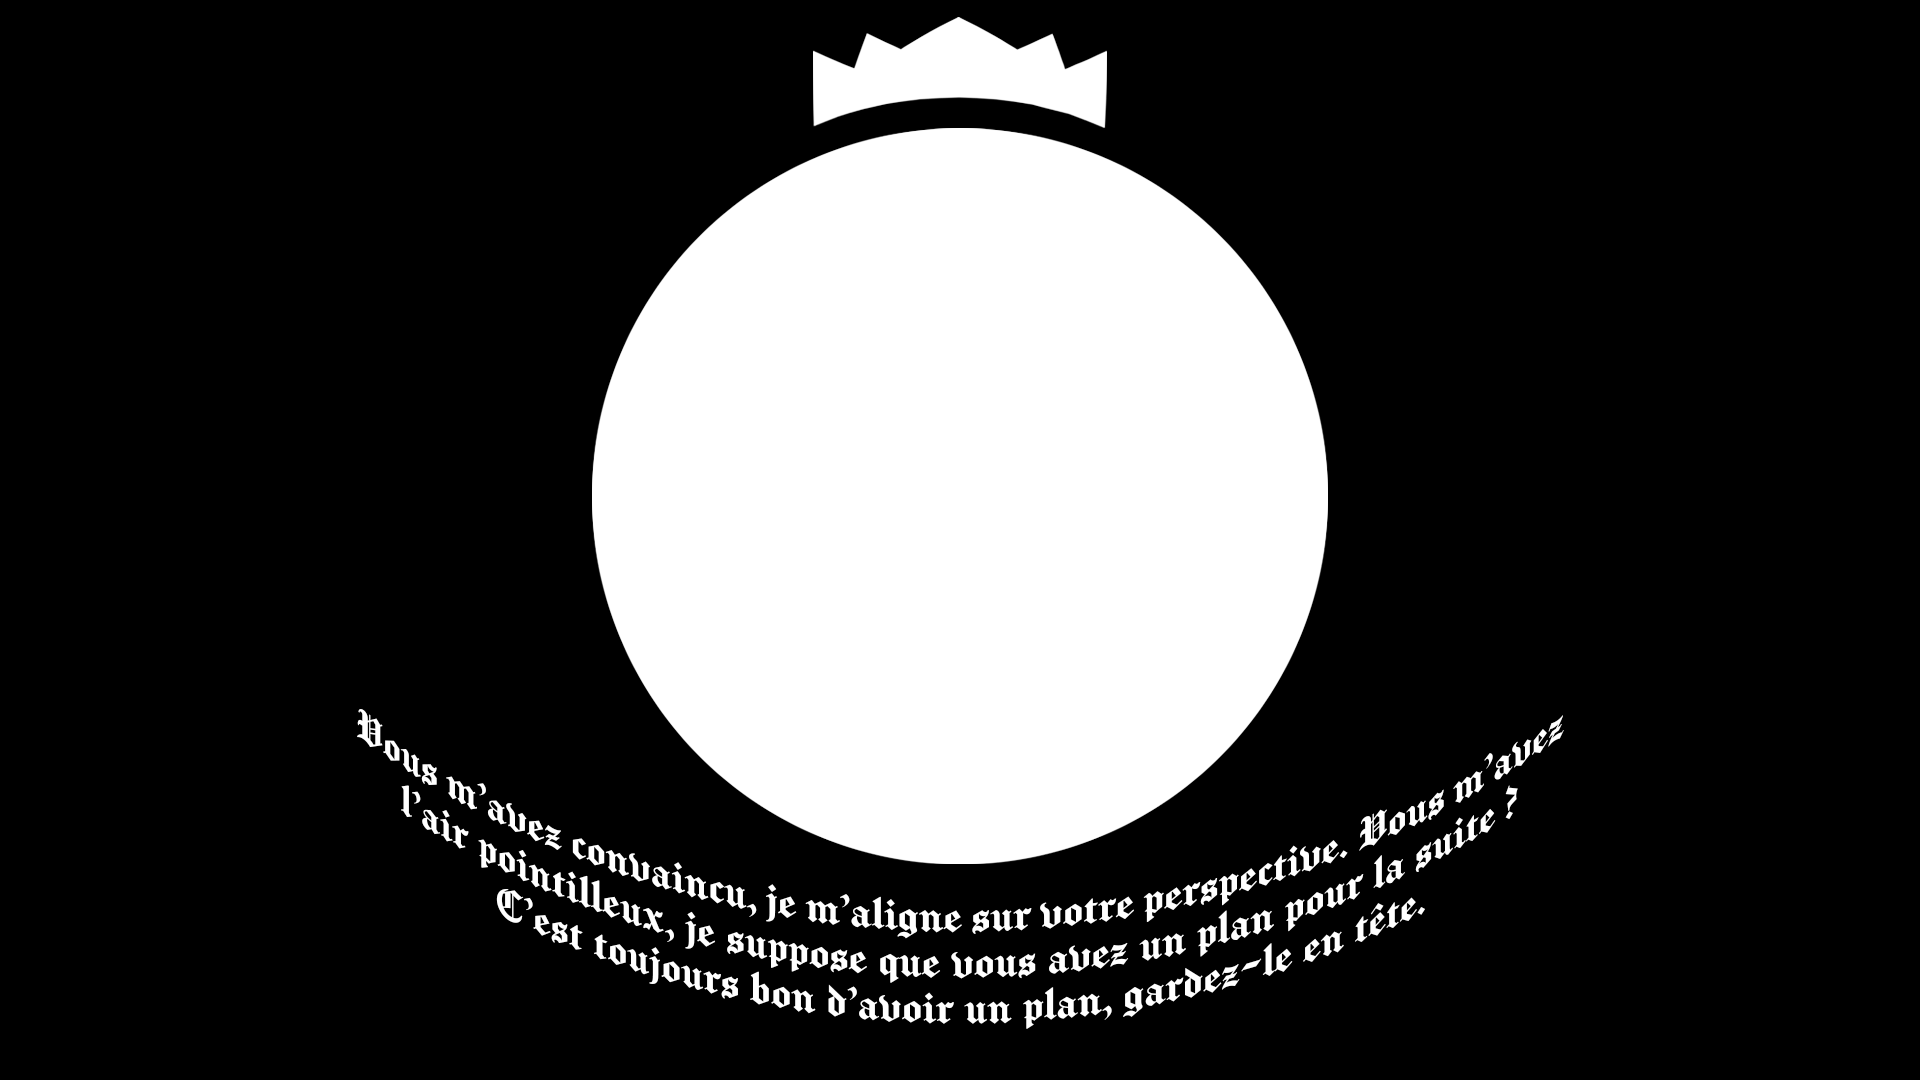 Vous m’avez convaincu, je m’aligne sur votre perspective. Vous m’avez
l’air pointilleux, je suppose que vous avez un plan pour la suite ?
C’est toujours bon d’avoir un plan, gardez-le en tête.